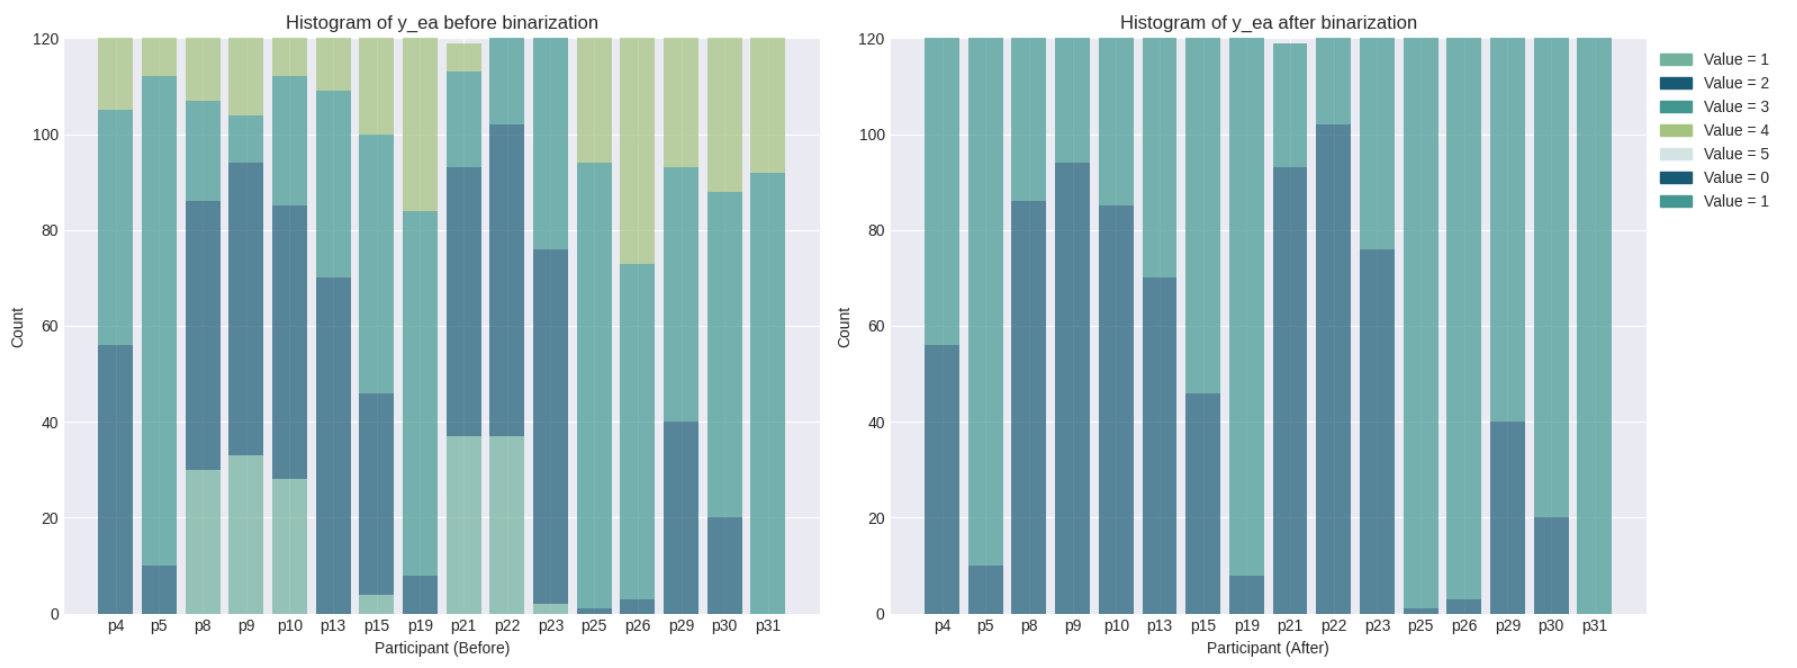 Histogram of y_ea before binarization
120
100
80
60
40
20
0
Count
p4 p5 p8 p9 p10 p13 p15 p19 p21 p22 p23 p25 p26 p29 p30 p31
Participant (Before)
Histogram of y_ea after binarization
120
100
80
60
40
20
0
Count
p4 p5 p8 p9 p10 p13 p15 p19 p21 p22 p23 p25 p26 p29 p30 p31
Participant (After)
Value = 1
Value = 2
Value = 3
Value = 4
Value = 5
Value = 0
Value = 1